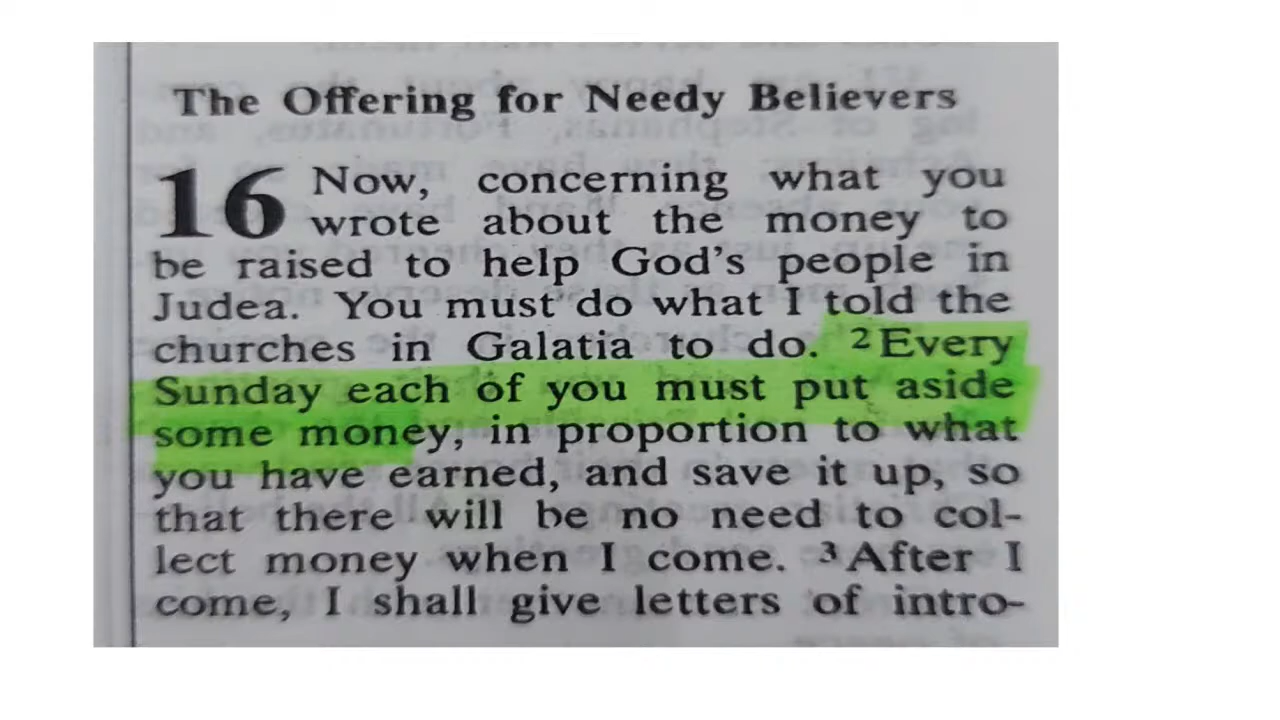 The Offering for Needy Believers
16 Now, concerning what you
wrote about the money to
be raised to help God's people in
Judea. You must do what I told the
churches in Galatia to do. 2 Every
Sunday each of you must put aside
some money, in proportion to what
you have earned, and save it up, so
that there will be no need to col-
lect money when I come. 3 After I
come, I shall give letters of intro-